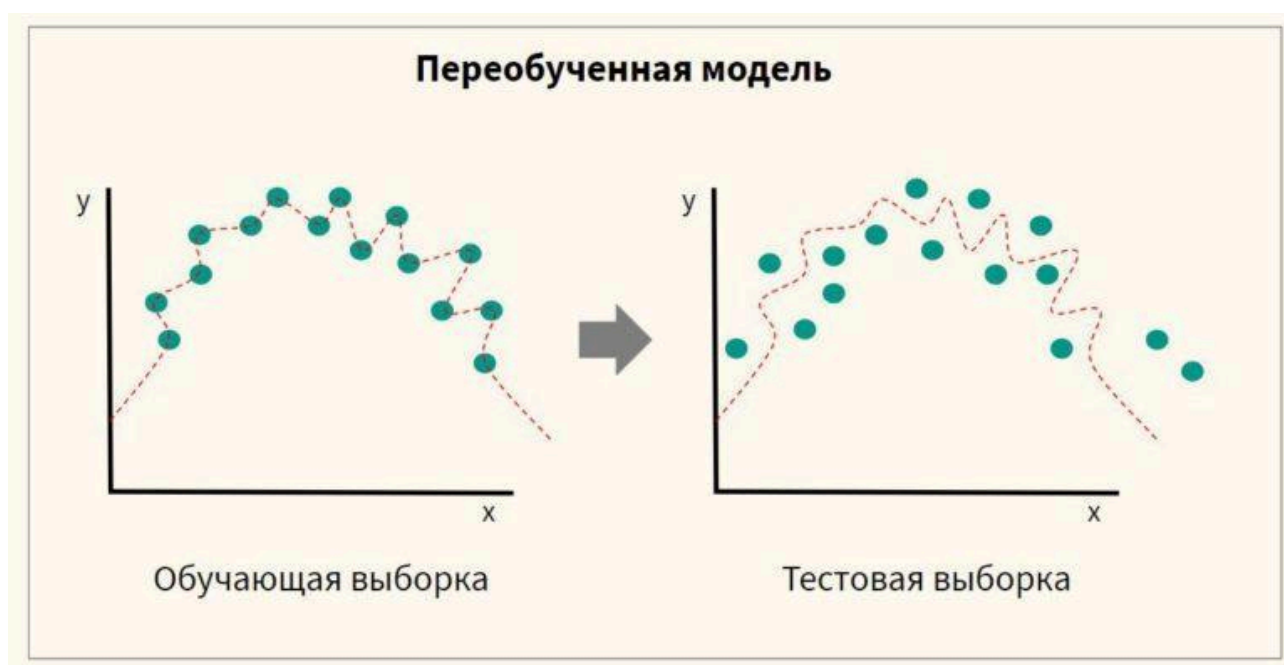 Переобученная модель
y
x
Обучающая выборка
y
x
Тестовая выборка